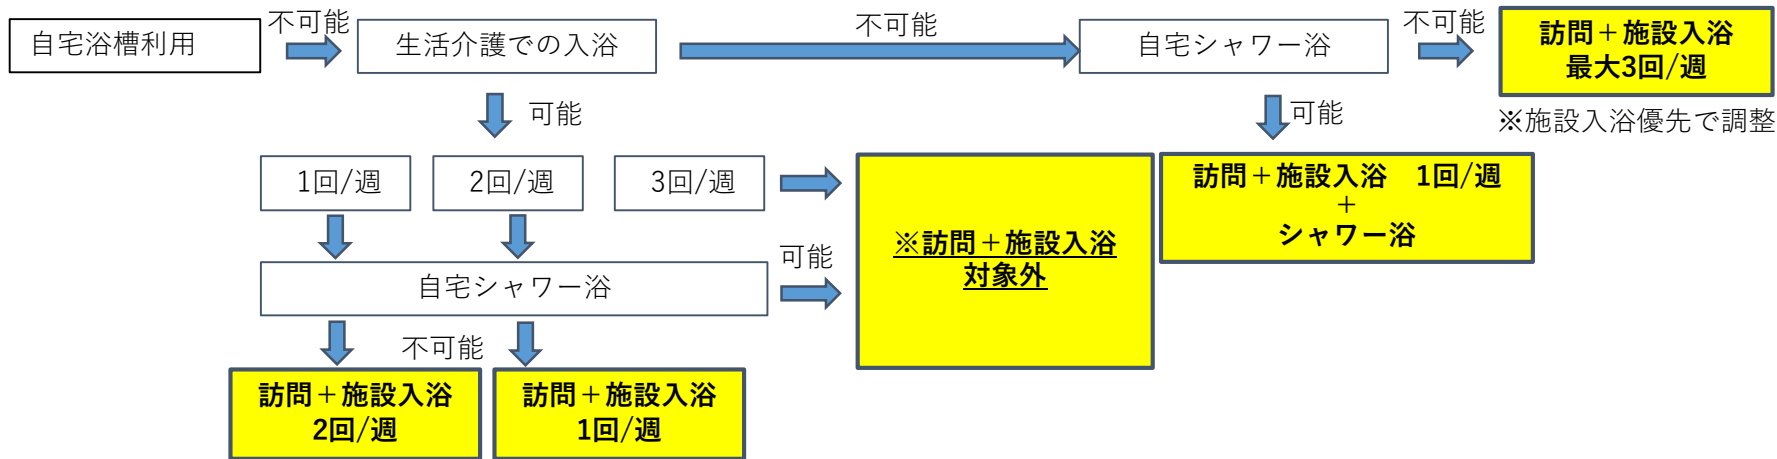 自宅浴槽利用
不可能
生活介護での入浴
不可能
自宅シャワー浴
不可能
訪問＋施設入浴
最大3回/週
※施設入浴優先で調整
可能
可能
1回/週
2回/週
3回/週
※訪問＋施設入浴
対象外
訪問＋施設入浴　1回/週
+
シャワー浴
自宅シャワー浴
可能
不可能
訪問＋施設入浴
2回/週
訪問＋施設入浴
1回/週